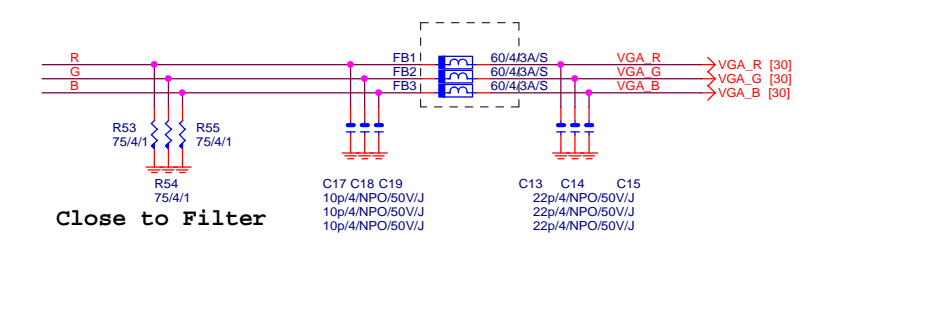 R FB1 60/4/3A/S VGA_R VGA_R [30]
G FB2 60/4/3A/S VGA_G VGA_G [30]
B FB3 60/4/3A/S VGA_B VGA_B [30]
R53 R55
75/4/1 75/4/1
R54 C17 C18 C19 C13 C14 C15
75/4/1 10p/4/NPO/50V/J 22p/4/NPO/50V/J
10p/4/NPO/50V/J 22p/4/NPO/50V/J
10p/4/NPO/50V/J 22p/4/NPO/50V/J
Close to Filter